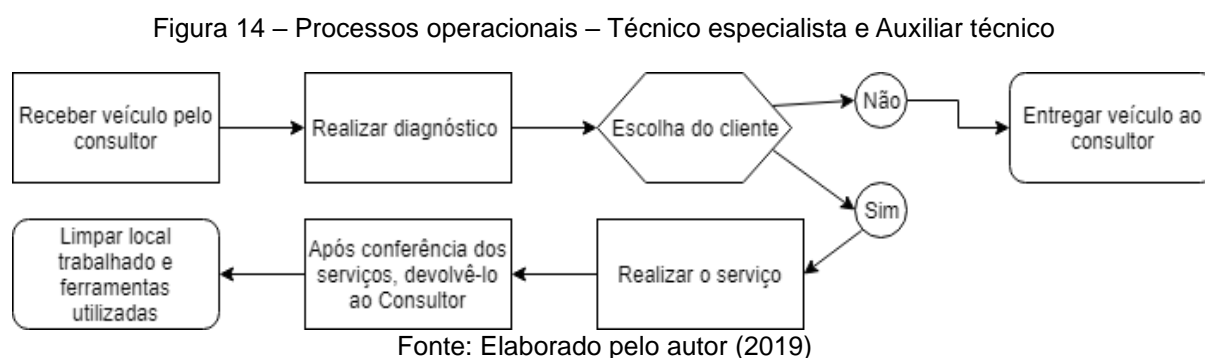 Figura 14 – Processos operacionais – Técnico especialista e Auxiliar técnico
Receber veículo pelo
consultor
Realizar diagnóstico
Escolha do cliente
Não
Entregar veículo ao
consultor
Sim
Realizar o serviço
Após conferência dos
serviços, devolvê-lo
ao Consultor
Limpar local
trabalhado e
ferramentas
utilizadas
Fonte: Elaborado pelo autor (2019)